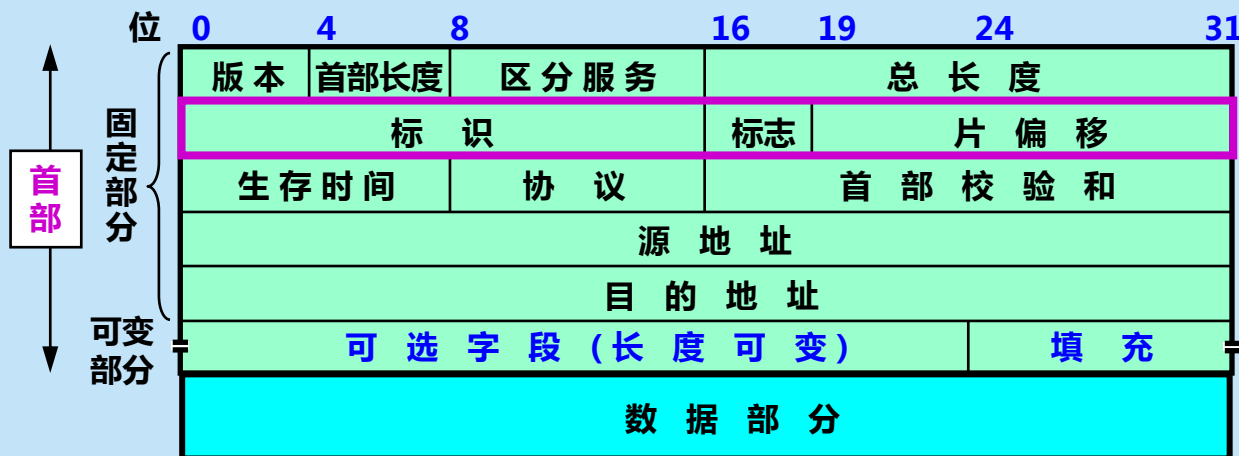 位 0 4 8 16 19 24 31
版本 首部长度 区分服务 总长度
标识 标志 片偏移
生存时间 协议 首部校验和
源地址
目的地址
可选字段(长度可变) 填充
数据部分
首部
固定部分
可变
部分